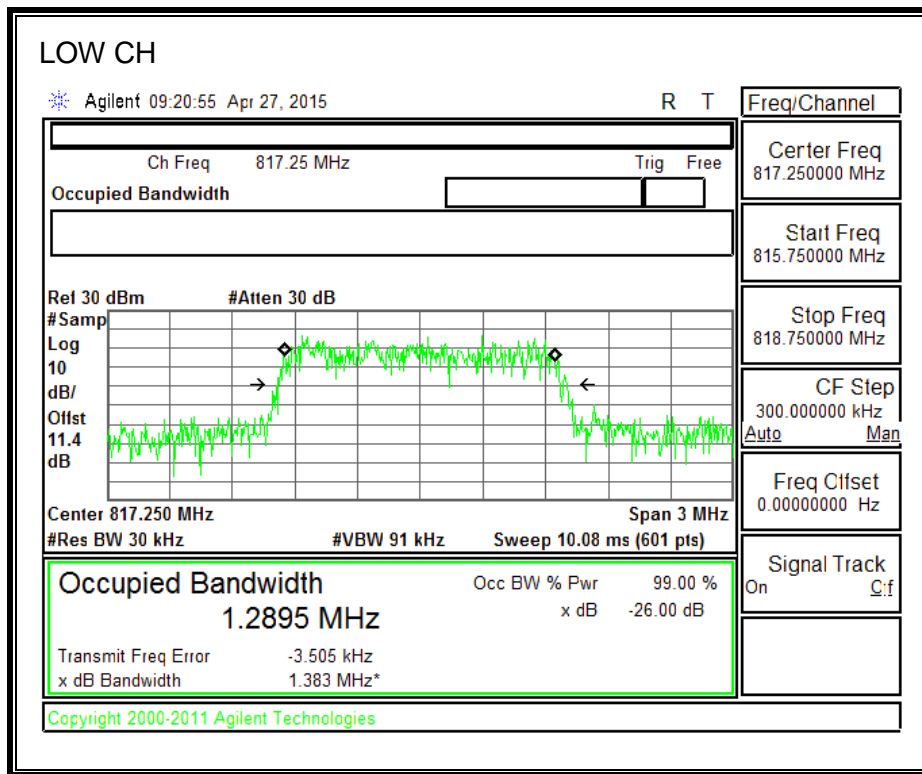 LOW CH
Agilent 09:20:55 Apr 27, 2015 R T
Freq/Channel
Ch Freq 817.25 MHz Trig Free
Occupied Bandwidth
Center Freq
817.250000 MHz
Start Freq
815.750000 MHz
Stop Freq
818.750000 MHz
CF Step
300.000000 kHz
Auto Man
Freq Offset
0.00000000 Hz
Signal Track
On Off
Ref 30 dBm #Atten 30 dB
#Samp
Log
10
dB/
Offst
11.4
dB
Center 817.250 MHz Span 3 MHz
#Res BW 30 kHz #VBW 91 kHz Sweep 10.08 ms (601 pts)
Occupied Bandwidth Occ BW % Pwr 99.00 %
1.2895 MHz x dB -26.00 dB
Transmit Freq Error -3.505 kHz
x dB Bandwidth 1.383 MHz*
Copyright 2000-2011 Agilent Technologies